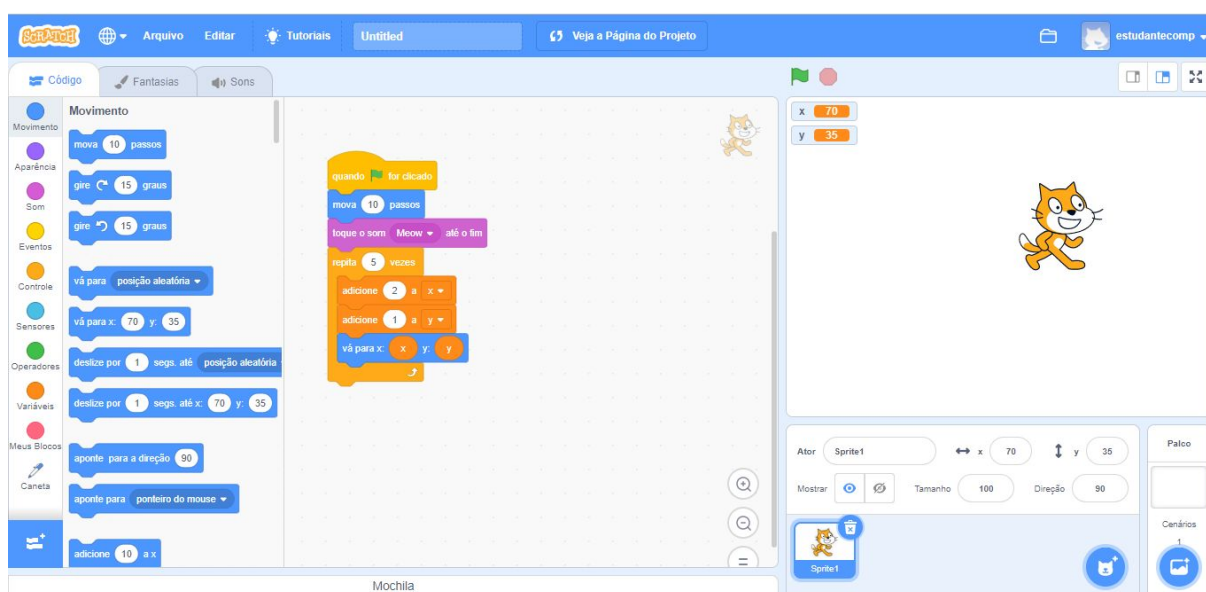 SCRATCH Arquivo Editar Tutoriais Untitled Veja a Página do Projeto estudantecomp
Código Fantasias Sons
Movimento
Aparência
Som
Eventos
Controle
Sensores
Operadores
Variáveis
Meus Blocos
Caneta
Movimento
mova 10 passos
gire 15 graus
gire 15 graus
vá para posição aleatória
vá para x: 70 y: 35
deslize por 1 segs. até posição aleatória
deslize por 1 segs. até x: 70 y: 35
aponte para a direção 90
aponte para ponteiro do mouse
adicione 10 a x
quando for clicado
mova 10 passos
toque o som Meow até o fim
repita 5 vezes
adicione 2 a x
adicione 1 a y
vá para x: x y: y
x 70
y 35
Ator Sprite1 x 70 y 35
Mostrar Tamanho 100 Direção 90
Sprite1
Palco
Cenários
1
Mochila